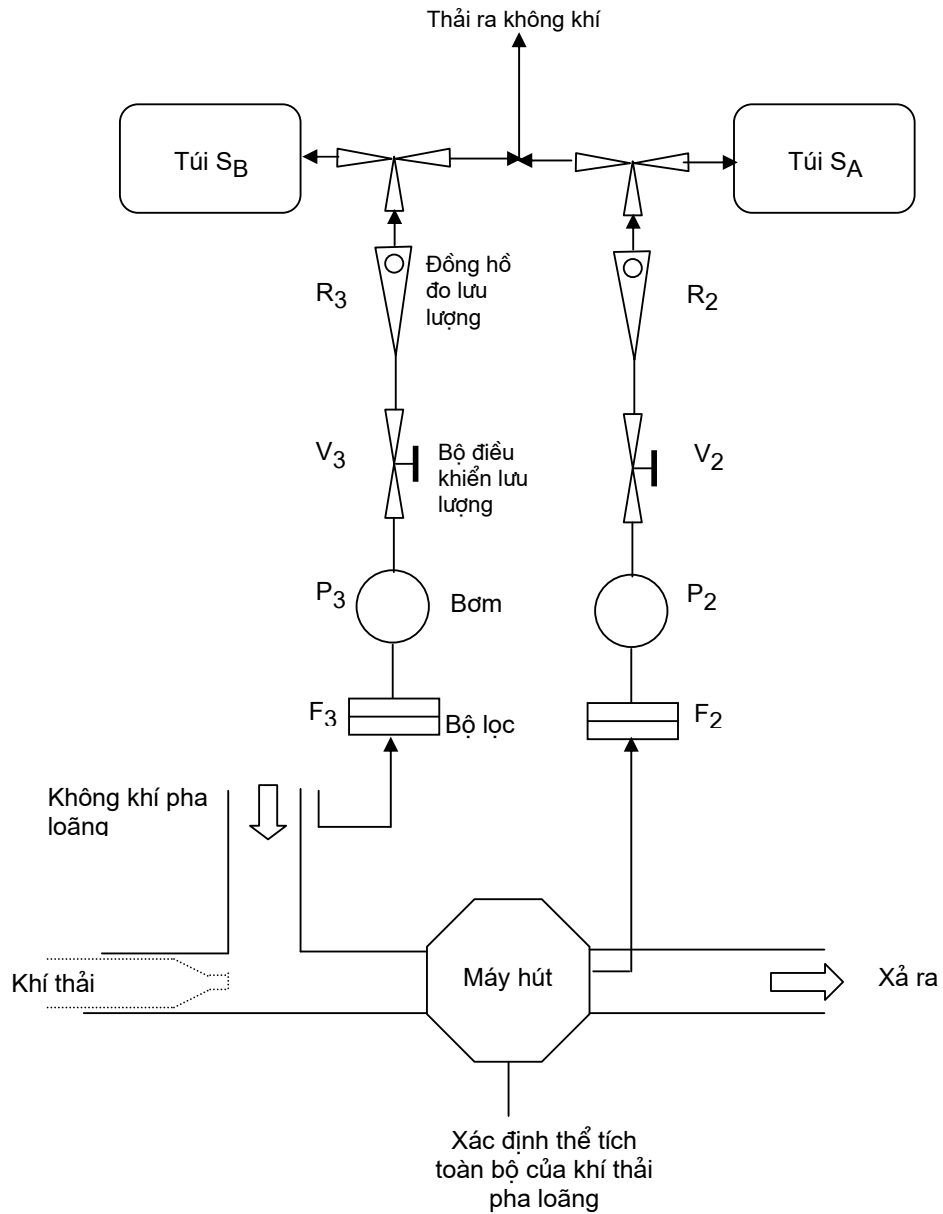 Thải ra không khí
Túi SB
Túi SA
R3
Đồng hồ
đo lưu
lượng
R2
V3
Bộ điều
khiển lưu
lượng
V2
P3
Bơm
P2
F3
Bộ lọc
F2
Không khí pha
loãng
Khí thải
Máy hút
Xả ra
Xác định thể tích
toàn bộ của khí thải
pha loãng